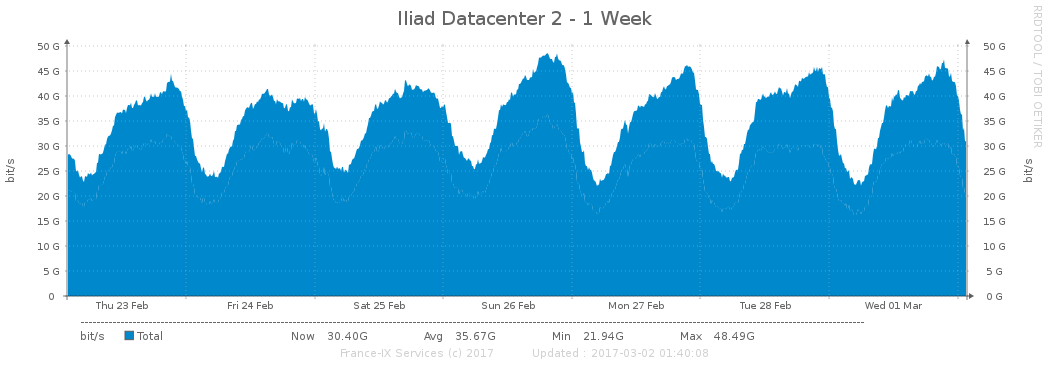 Iliad Datacenter 2 - 1 Week
RRDTOOL / TOBI OETIKER
50 G 50 G
45 G 45 G
40 G 40 G
35 G 35 G
30 G 30 G
25 G 25 G
20 G 20 G
15 G 15 G
10 G 10 G
5 G 5 G
0 0 G
bit/s bit/s
Thu 23 Feb Fri 24 Feb Sat 25 Feb Sun 26 Feb Mon 27 Feb Tue 28 Feb Wed 01 Mar
bit/s Total Now 30.40G Avg 35.67G Min 21.94G Max 48.49G
France-IX Services (c) 2017 Updated : 2017-03-02 01:40:08